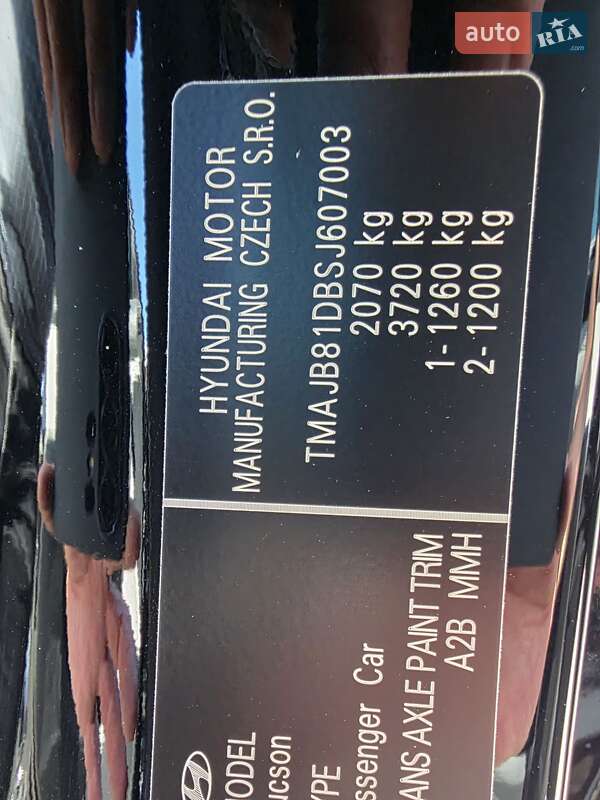 auto RIA.com
HYUNDAI MOTOR
MANUFACTURING CZECH S.R.O.
TMAJB81DBSJ607003
2070 kg
3720 kg
1- 1260 kg
2- 1200 kg
MODEL
ucson
YPE
ssenger Car
ANS AXLE PAINT TRIM
A2B MMH